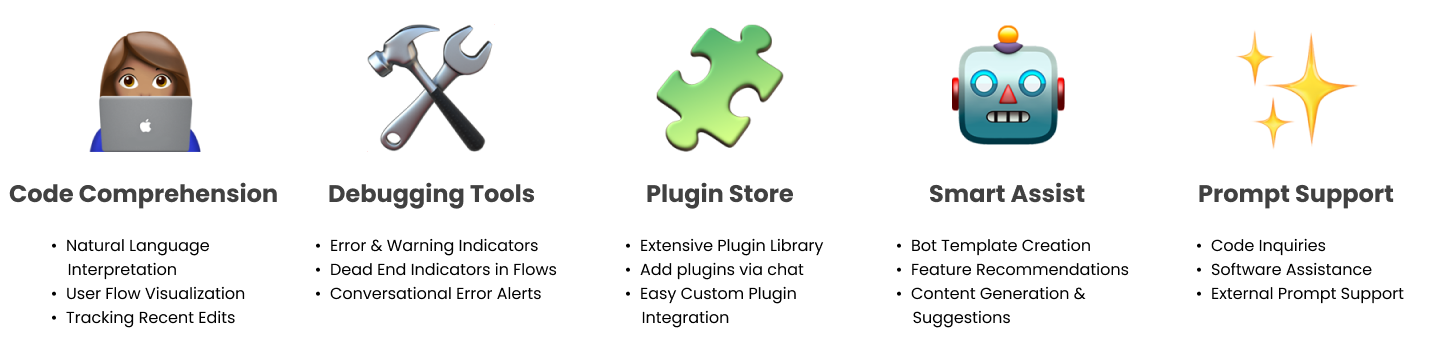 Code Comprehension
• Natural Language
Interpretation
• User Flow Visualization
• Tracking Recent Edits
Debugging Tools
• Error & Warning Indicators
• Dead End Indicators in Flows
• Conversational Error Alerts
Plugin Store
• Extensive Plugin Library
• Add plugins via chat
• Easy Custom Plugin
Integration
Smart Assist
• Bot Template Creation
• Feature Recommendations
• Content Generation &
Suggestions
Prompt Support
• Code Inquiries
• Software Assistance
• External Prompt Support